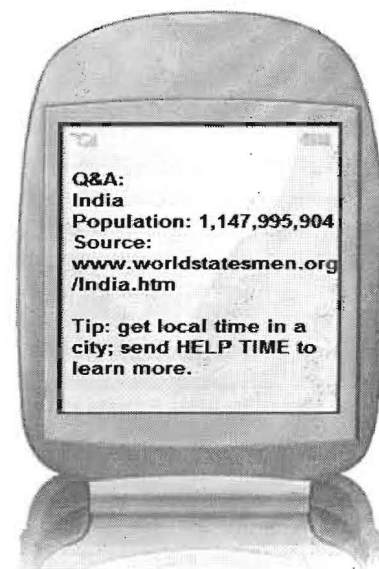 Q&A:
India
Population: 1,147,995,904
Source:
www.worldstatesmen.org
/India.htm
Tip: get local time in a
city; send HELP TIME to
learn more.